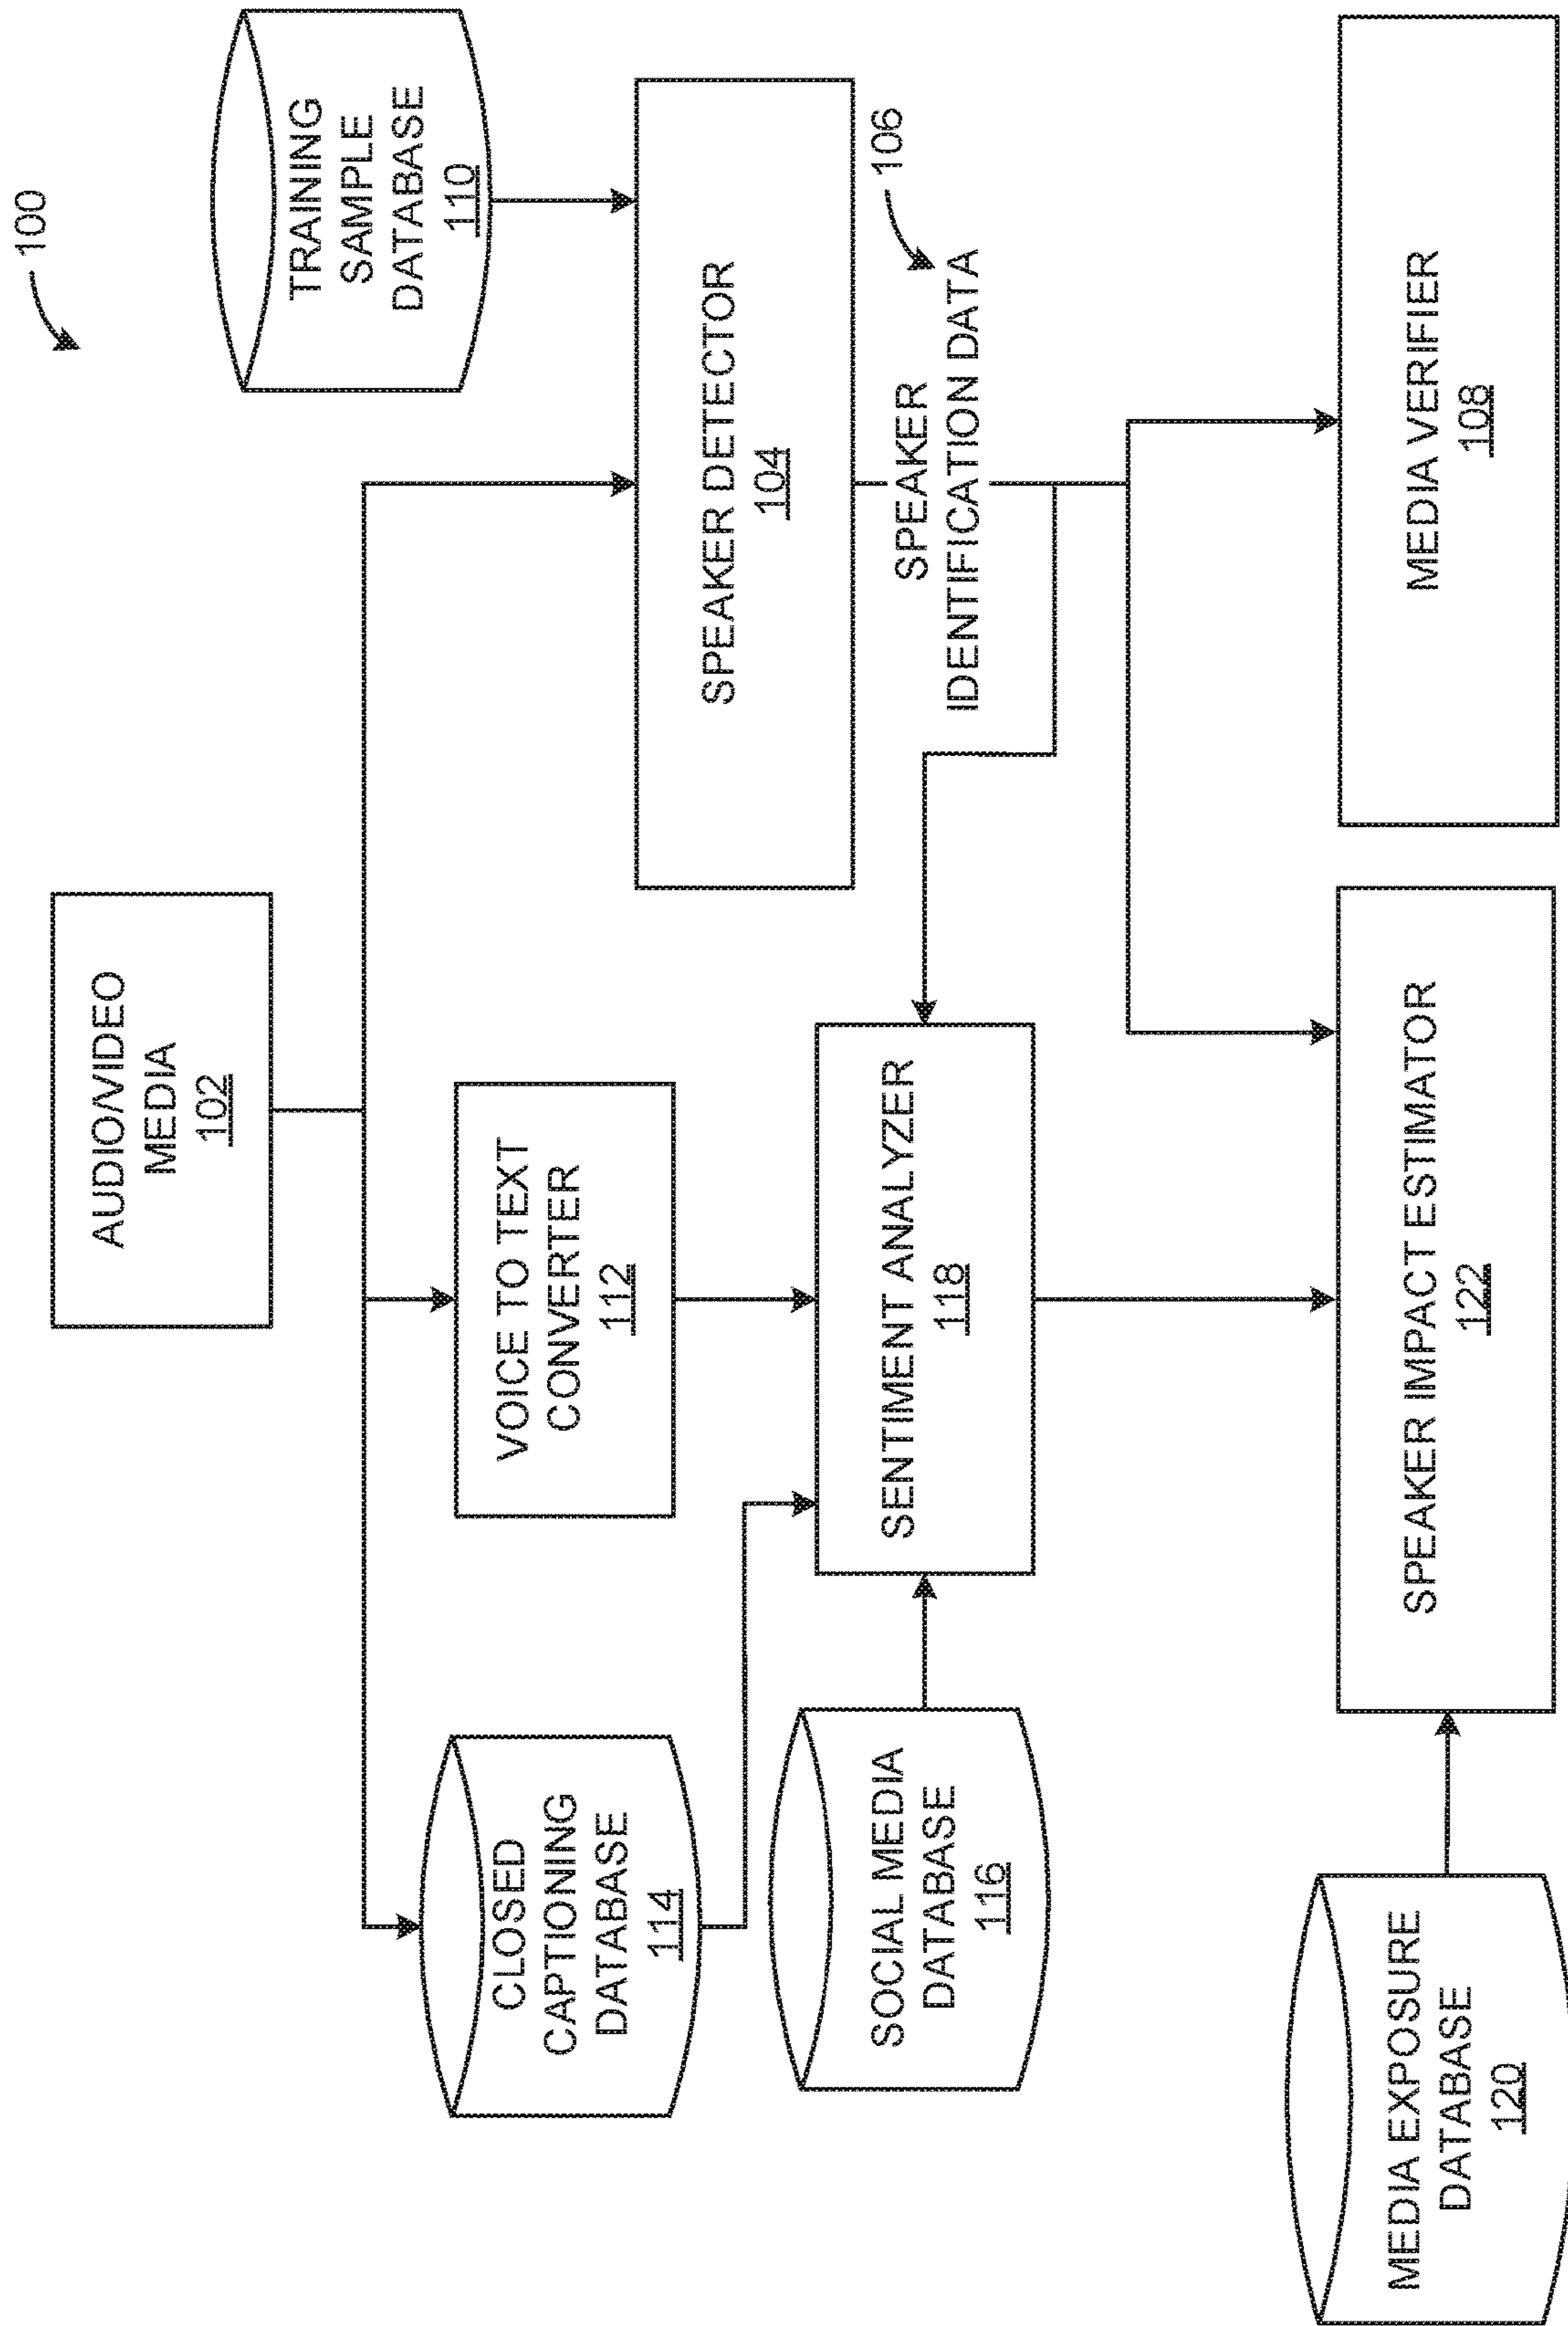 100
AUDIO/VIDEO
MEDIA
102
TRAINING
SAMPLE
DATABASE
110
CLOSED
CAPTIONING
DATABASE
114
VOICE TO TEXT
CONVERTER
112
SPEAKER DETECTOR
104
SOCIAL MEDIA
DATABASE
116
SENTIMENT ANALYZER
118
SPEAKER
IDENTIFICATION DATA
106
MEDIA EXPOSURE
DATABASE
120
SPEAKER IMPACT ESTIMATOR
122
MEDIA VERIFIER
108